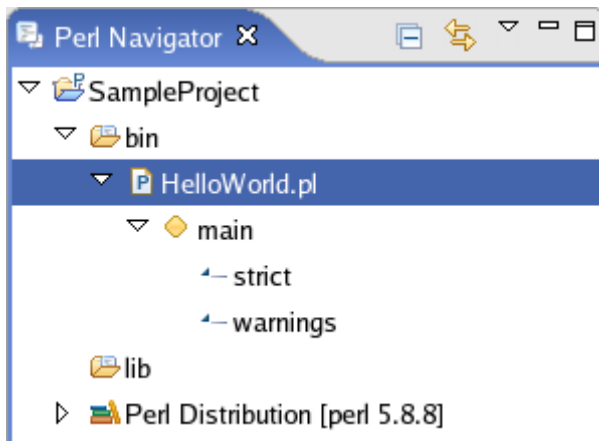 Perl Navigator
SampleProject
bin
HelloWorld.pl
main
strict
warnings
lib
Perl Distribution [perl 5.8.8]